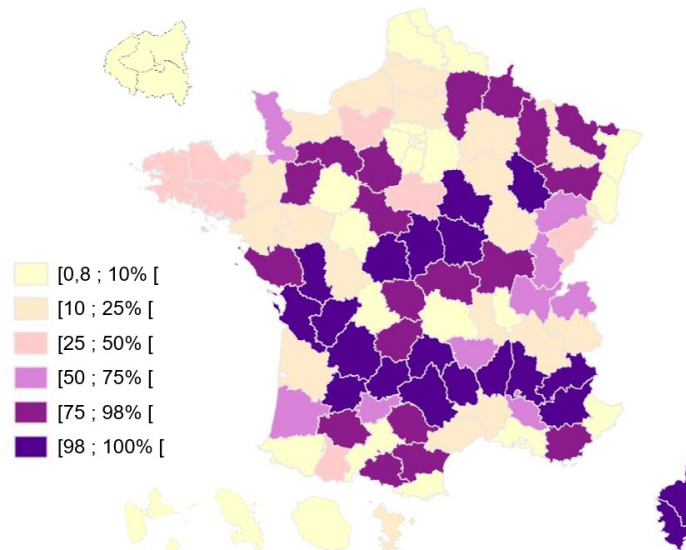 [0,8 ; 10% [
[10 ; 25% [
[25 ; 50% [
[50 ; 75% [
[75 ; 98% [
[98 ; 100% [